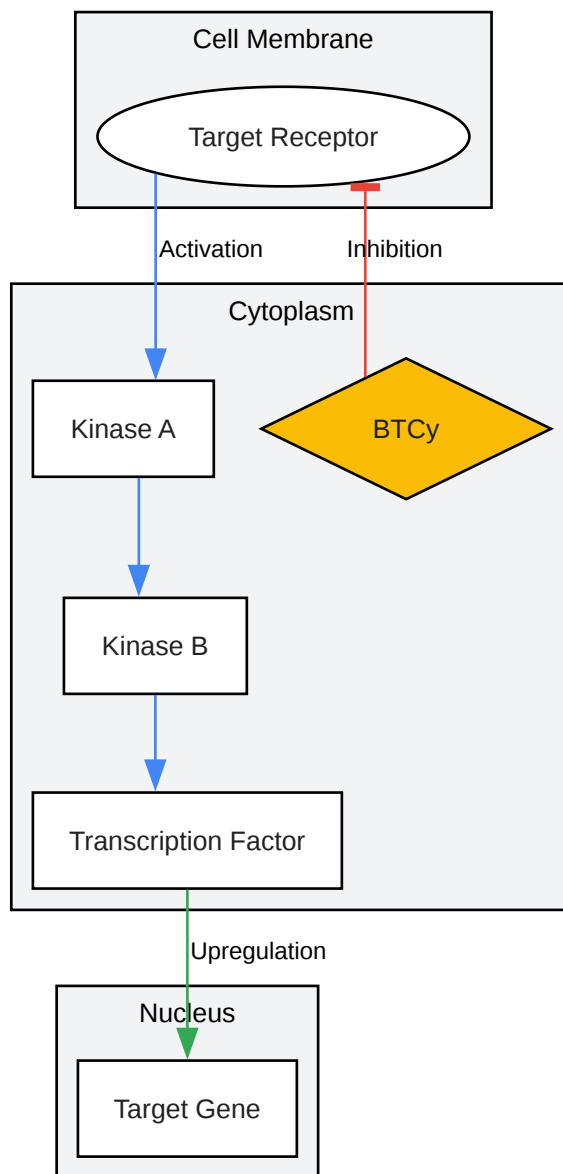 Cell Membrane
Target Receptor
Activation
Inhibition
Cytoplasm
Kinase A
BTCy
Kinase B
Transcription Factor
Upregulation
Nucleus
Target Gene